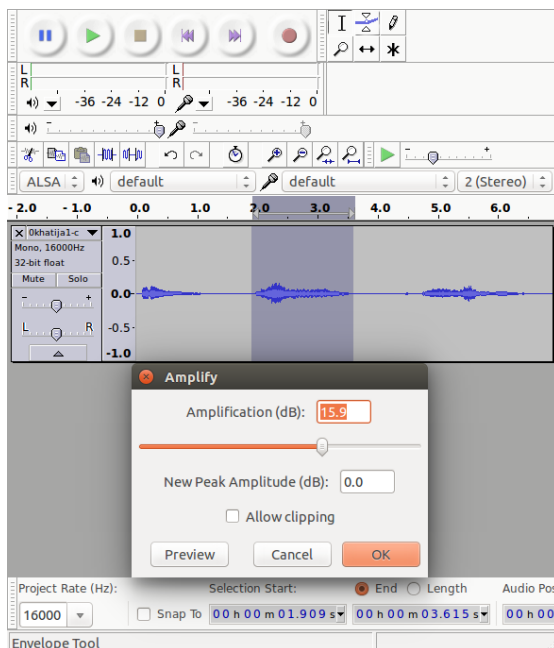 L
R
-36 -24 -12 0
L
R
-36 -24 -12 0
- +
- +
- +
ALSA
default
default
2 (Stereo)
- 2.0 - 1.0 0.0 1.0 2.0 3.0 4.0 5.0 6.0
X 0khatija1-c
Mono, 16000Hz
32-bit float
Mute Solo
- +
L R
1.0
0.5-
0.0-
-0.5-
-1.0
Amplify
Amplification (dB): 15.9
New Peak Amplitude (dB): 0.0
Allow clipping
Preview Cancel OK
Project Rate (Hz): Selection Start: End Length Audio Pos
16000 Snap To 00 h 00 m 01.909 s 00 h 00 m 03.615 s 00 h 00
Envelope Tool